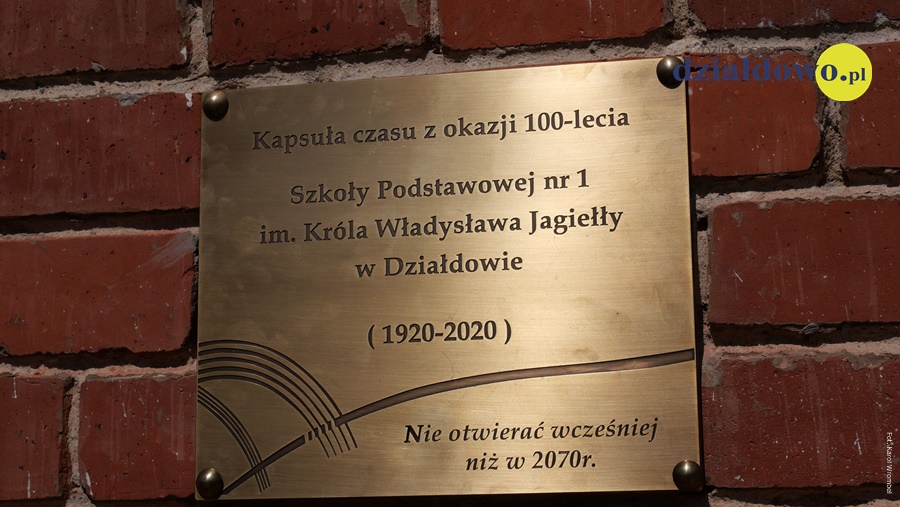 działdowo.pl
Kapsuła czasu z okazji 100-lecia
Szkoły Podstawowej nr 1
im. Króla Władysława Jagiełły
w Działdowie
( 1920-2020 )
Nie otwierać wcześniej
niż w 2070r.